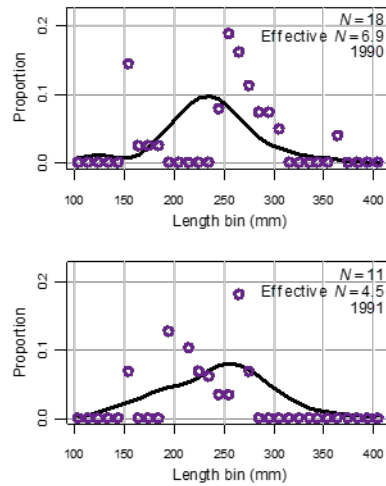 N=18
Effective N=6.9
1990
0.2
0.1
0.0
Proportion
100 150 200 250 300 350 400
Length bin (mm)
N=11
Effective N=4.5
1991
0.2
0.1
0.0
Proportion
100 150 200 250 300 350 400
Length bin (mm)